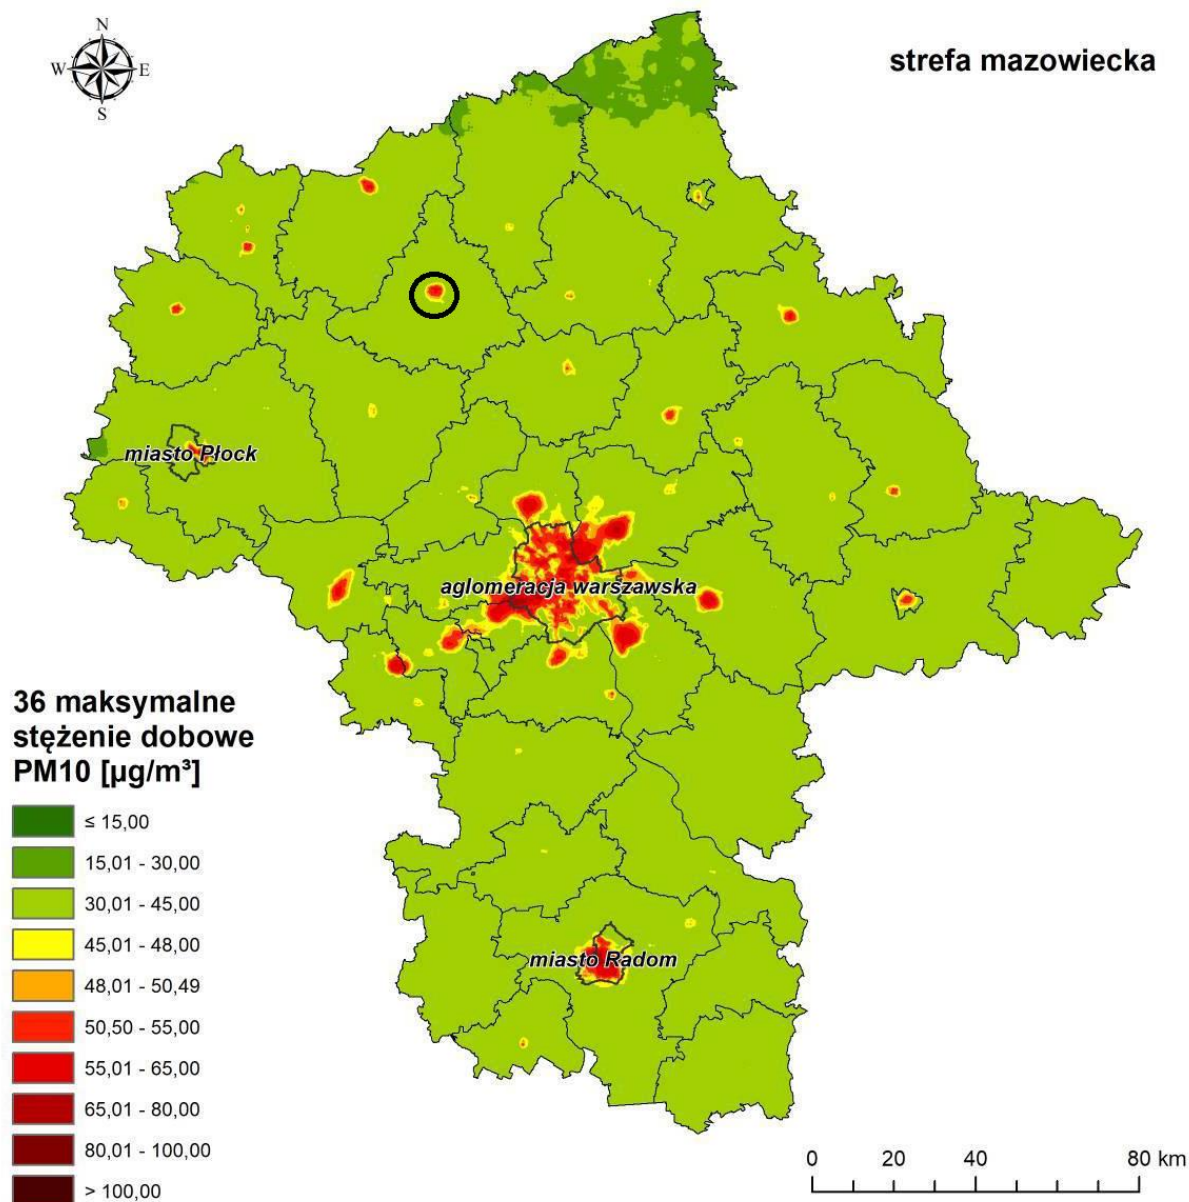 N
W E
S
strefa mazowiecka
miasto Płock
aglomeracja warszawska
miasto Radom
36 maksymalne
stężenie dobowe
PM10 [µg/m³]
≤ 15,00
15,01 - 30,00
30,01 - 45,00
45,01 - 48,00
48,01 - 50,49
50,50 - 55,00
55,01 - 65,00
65,01 - 80,00
80,01 - 100,00
> 100,00
0 20 40 80 km